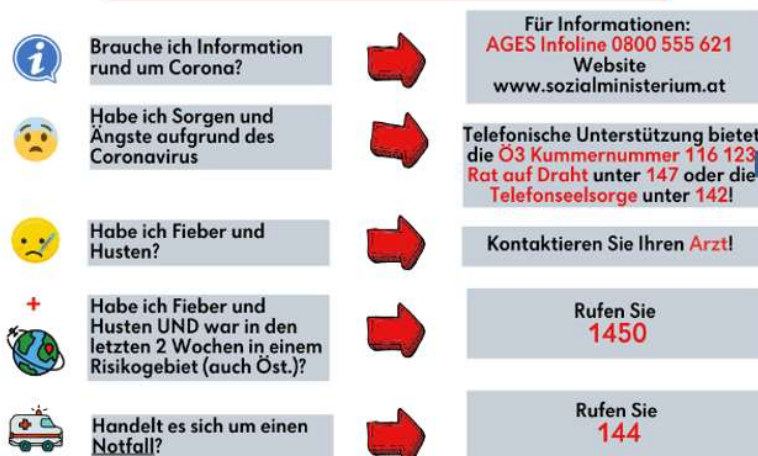 Brauche ich Information
rund um Corona?
Für Informationen:
AGES Infoline 0800 555 621
Website
www.sozialministerium.at
Habe ich Sorgen und
Ängste aufgrund des
Coronavirus
Telefonische Unterstützung bietet
die Ö3 Kummernummer 116 123
Rat auf Draht unter 147 oder die
Telefonseelsorge unter 142!
Habe ich Fieber und
Husten?
Kontaktieren Sie Ihren Arzt!
Habe ich Fieber und
Husten UND war in den
letzten 2 Wochen in einem
Risikogebiet (auch Öst.)?
Rufen Sie
1450
Handelt es sich um einen
Notfall?
Rufen Sie
144